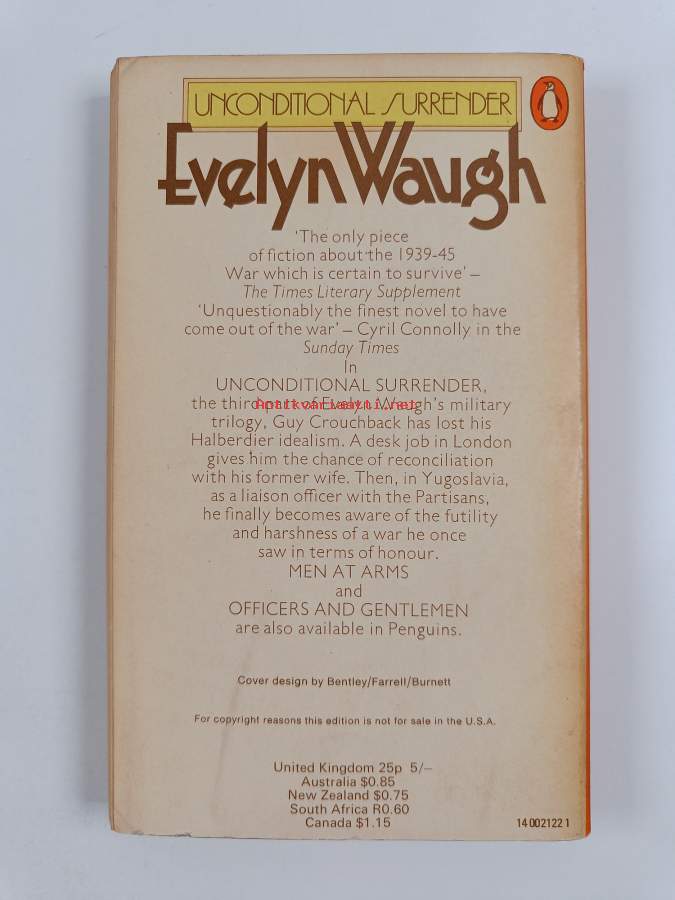 UNCONDITIONAL SURRENDER
Evelyn Waugh
'The only piece
of fiction about the 1939-45
War which is certain to survive' –
The Times Literary Supplement
'Unquestionably the finest novel to have
come out of the war' – Cyril Connolly in the
Sunday Times
In
UNCONDITIONAL SURRENDER,
the third part of Evelyn Waugh's military
Antikvariaatti.net
trilogy, Guy Crouchback has lost his
Halberdier idealism. A desk job in London
gives him the chance of reconciliation
with his former wife. Then, in Yugoslavia,
as a liaison officer with the Partisans,
he finally becomes aware of the futility
and harshness of a war he once
saw in terms of honour.
MEN AT ARMS
and
OFFICERS AND GENTLEMEN
are also available in Penguins.
Cover design by Bentley/Farrell/Burnett
For copyright reasons this edition is not for sale in the U.S.A.
United Kingdom 25p 5/–
Australia $0.85
New Zealand $0.75
South Africa R0.60
Canada $1.15
14 002122 1